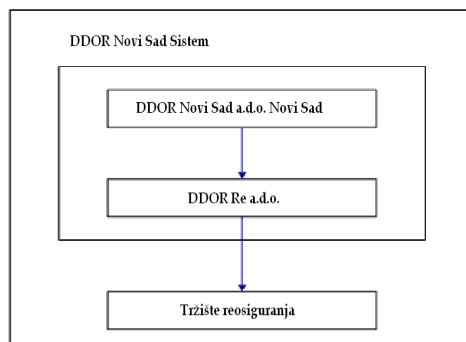 DDOR Novi Sad Sistem
DDOR Novi Sad a.d.o. Novi Sad
DDOR Re a.d.o.
Tržište reosiguranja